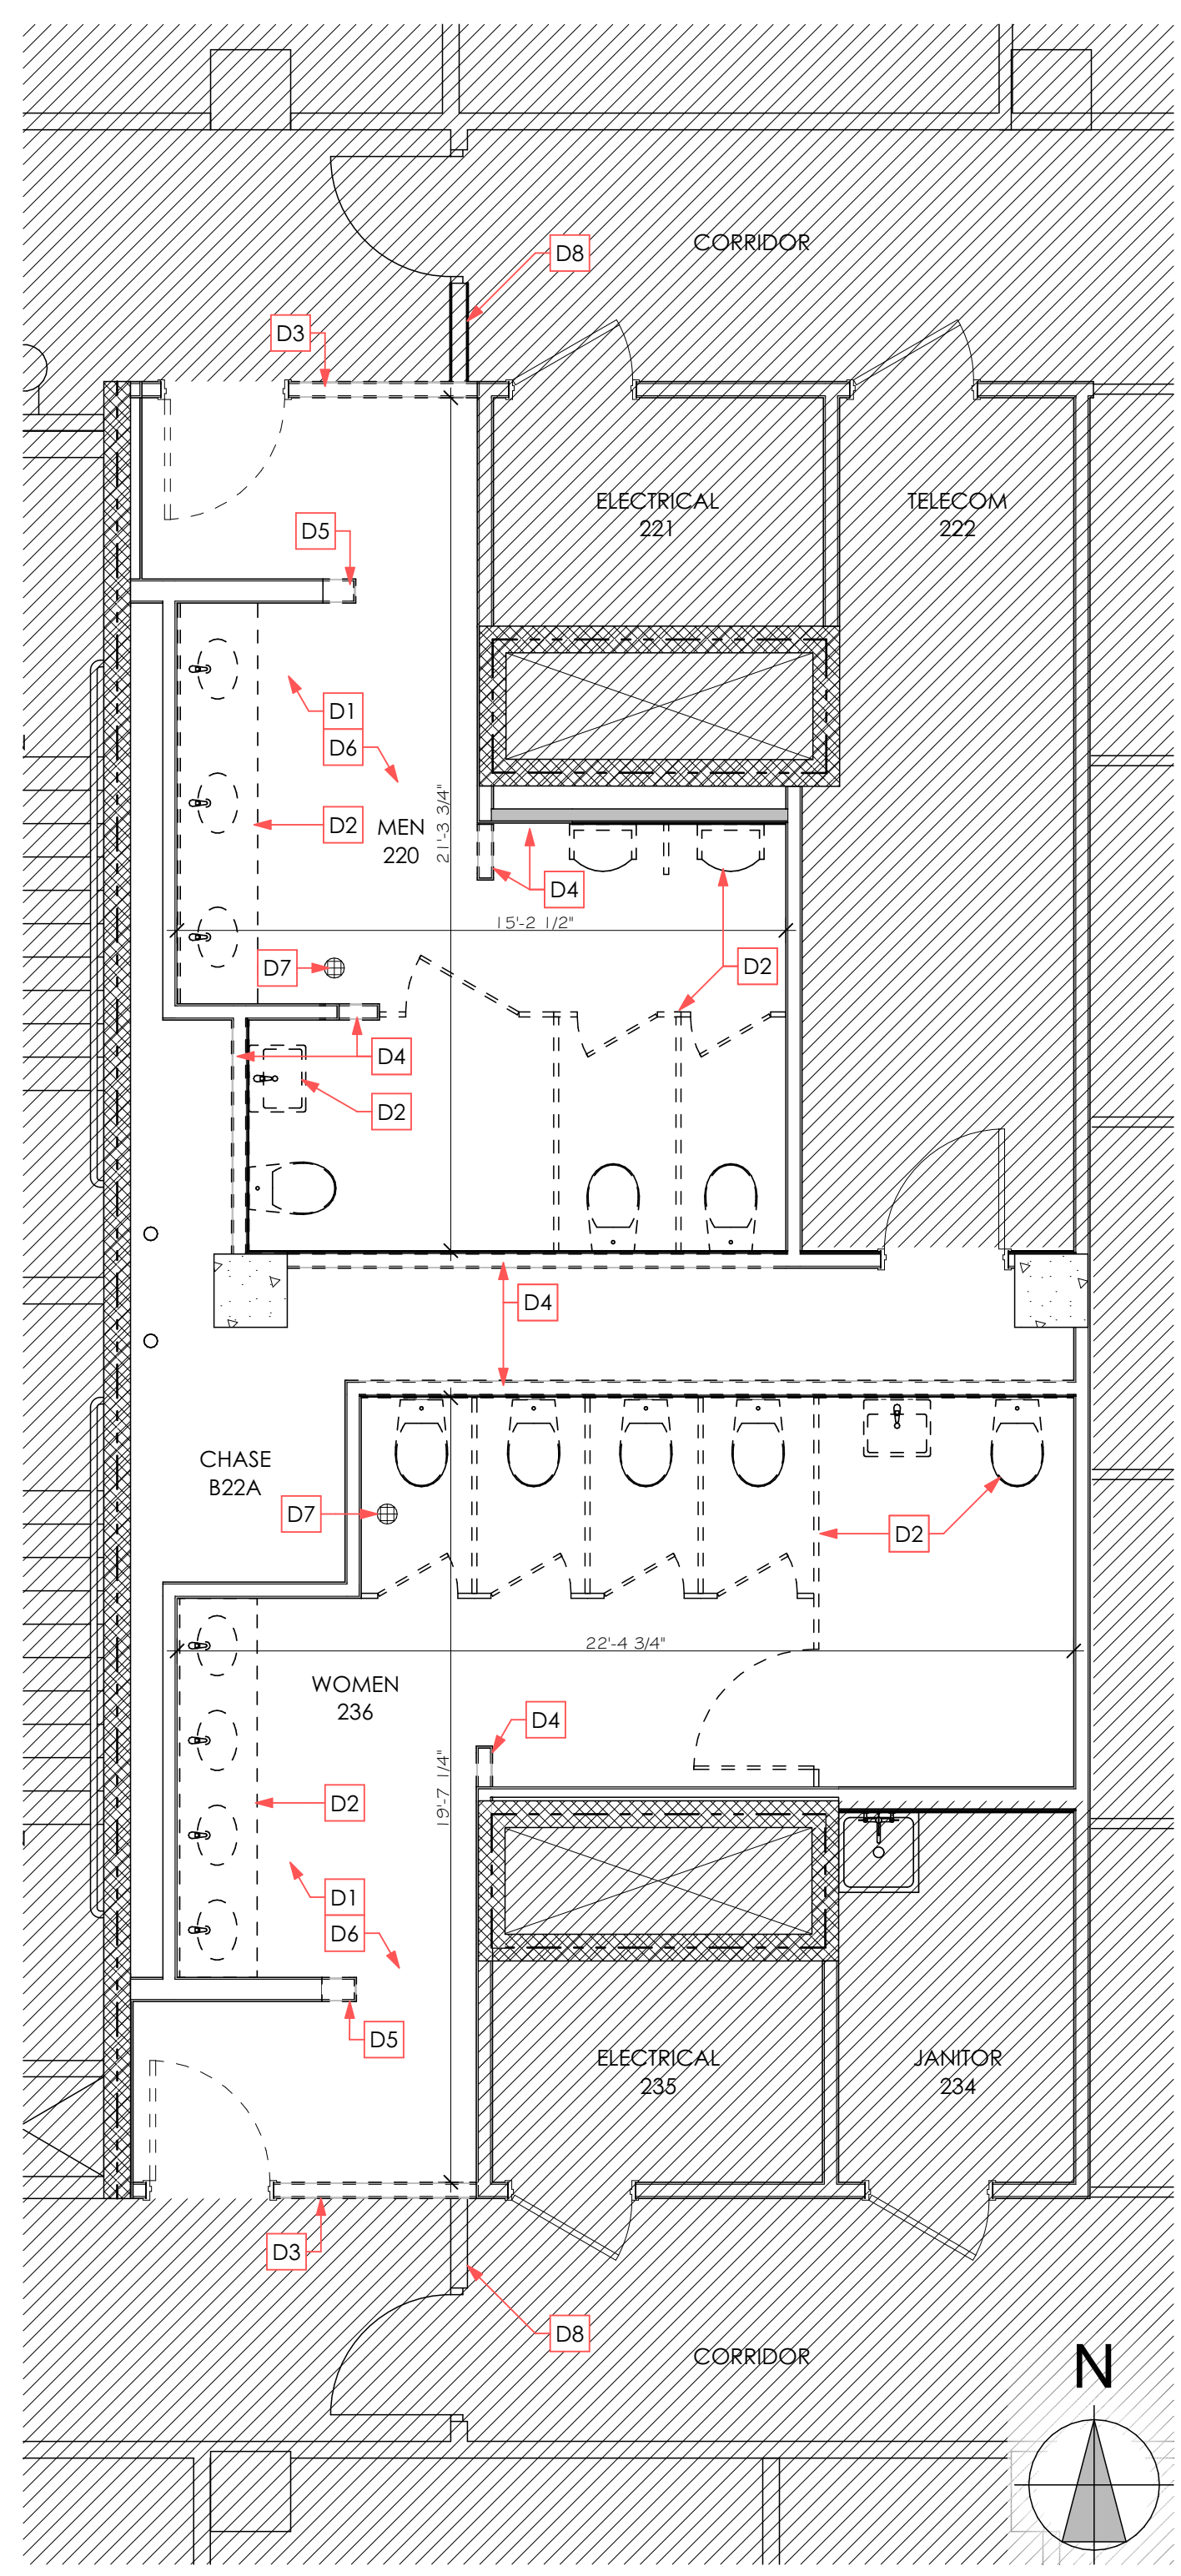 CORRIDOR
D8
D3
ELECTRICAL
221
TELECOM
222
D5
D1
D6
D2
MEN
220
21'-3 3/4"
D4
15'-2 1/2"
D7
D2
D4
D2
D4
CHASE
B22A
D7
D2
22'-4 3/4"
WOMEN
236
D4
19'-7 1/4"
D2
D1
D6
D5
ELECTRICAL
235
JANITOR
234
D3
D8
CORRIDOR
N